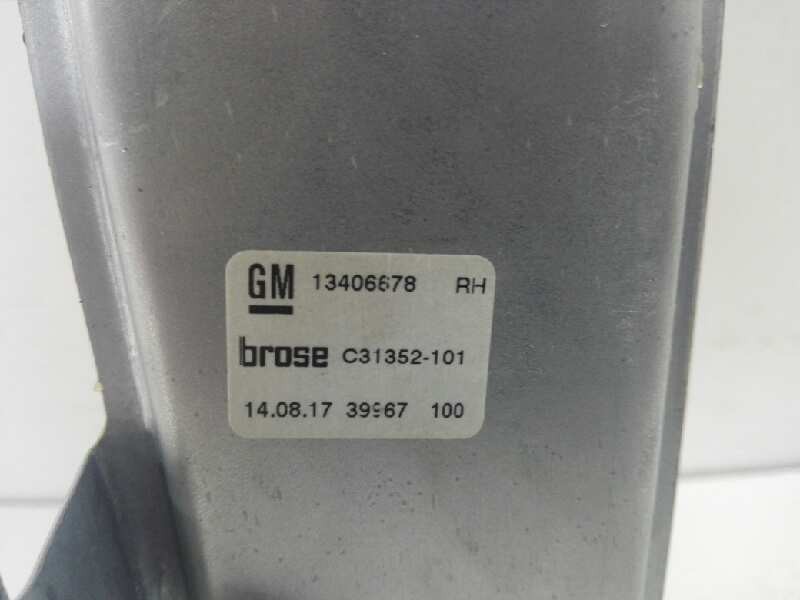 GM 13406678 RH
brose C31352-101
14.08.17 39967 100